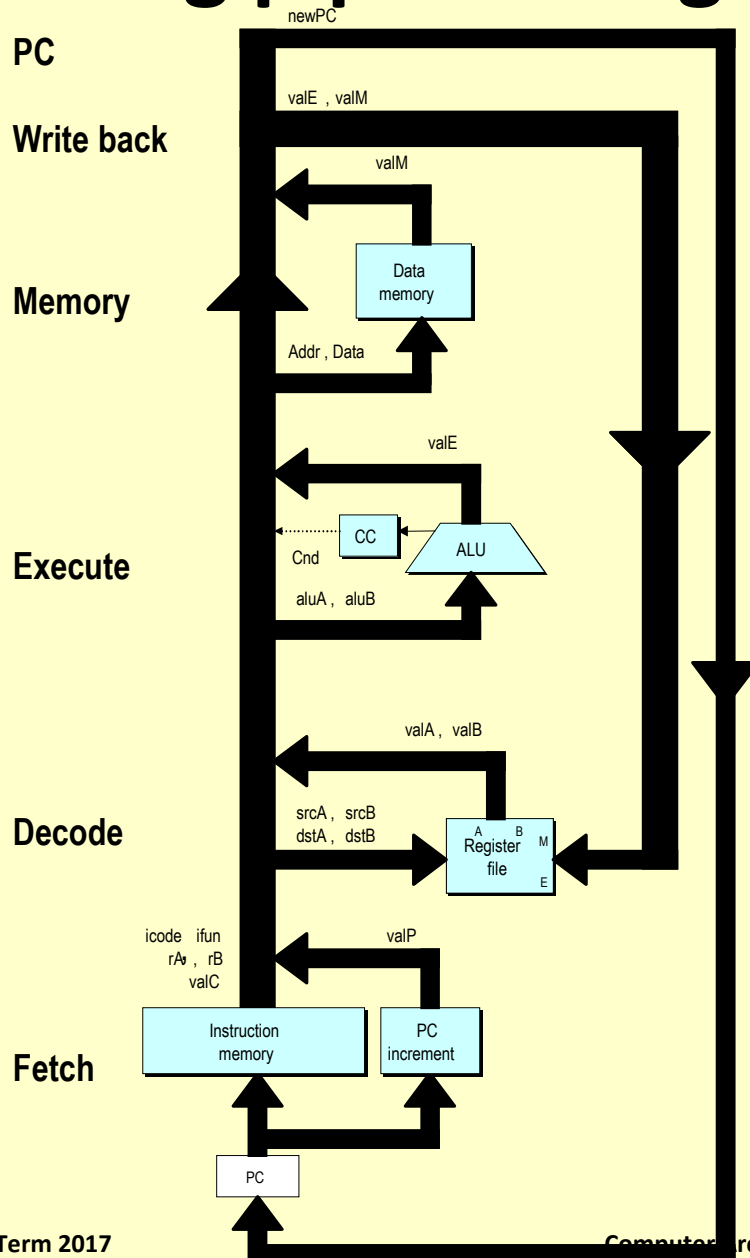 newPC
PC
valE , valM
Write back
valM
Data
memory
Memory
Addr , Data
valE
CC
ALU
Cnd
Execute
aluA , aluB
valA , valB
srcA , srcB
dstA , dstB
Decode
A B
M
Register
file
E
icode ifun
rA , rB
valC
valP
Instruction
memory
PC
increment
Fetch
PC
Term 2017